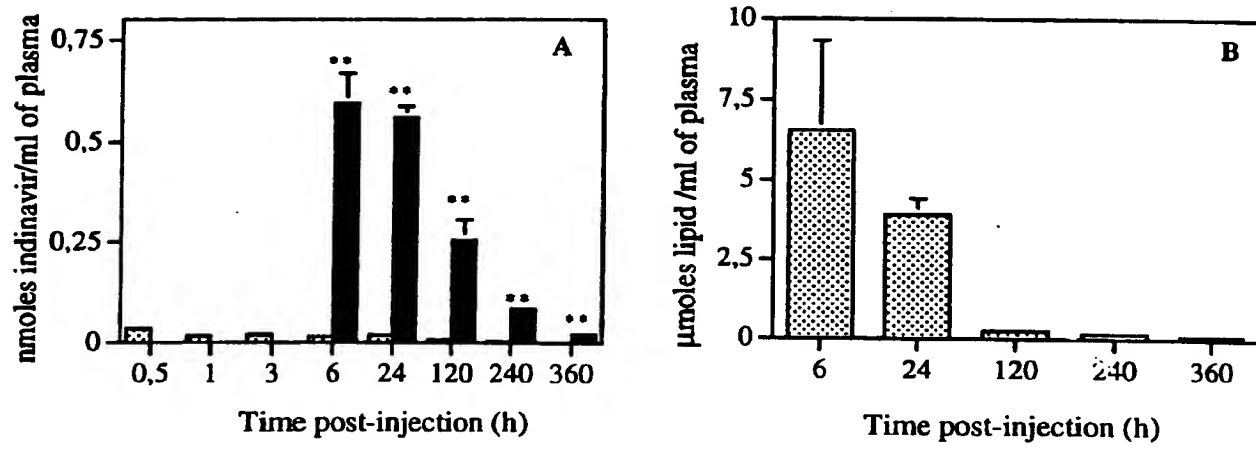 A
nmoles indinavir/ml of plasma
0,75
0,5
0,25
0
**
**
**
**
**
0,5 1 3 6 24 120 240 360
Time post-injection (h)
B
µmoles lipid /ml of plasma
10
7,5
5
2,5
0
6 24 120 240 360
Time post-injection (h)